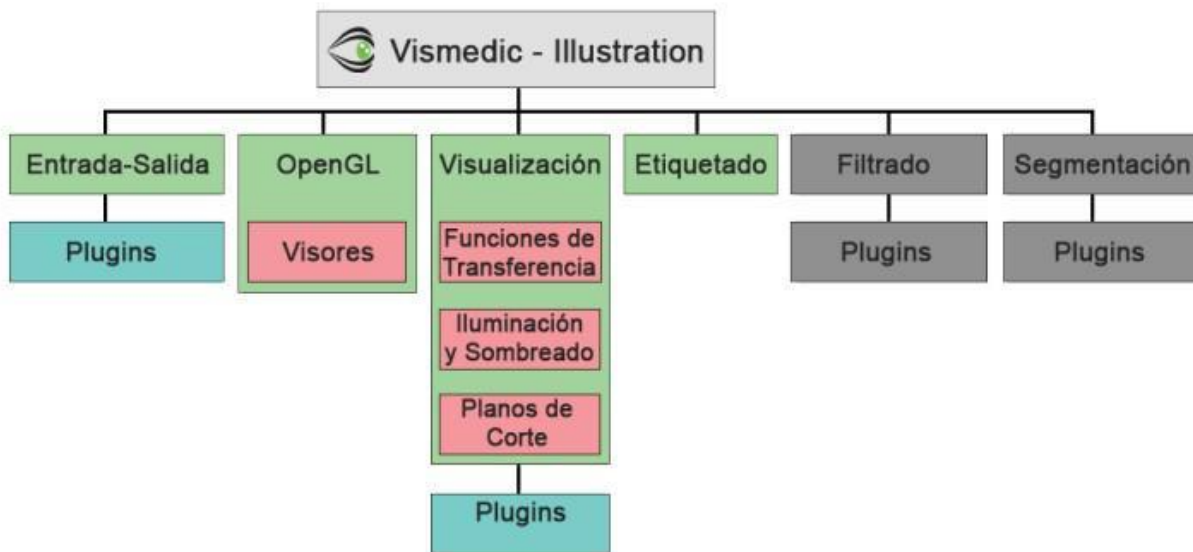 Vismedic - Illustration
Entrada-Salida
OpenGL
Visualización
Etiquetado
Filtrado
Segmentación
Plugins
Visores
Funciones de
Transferencia
Plugins
Plugins
Iluminación
y Sombreado
Planos de
Corte
Plugins